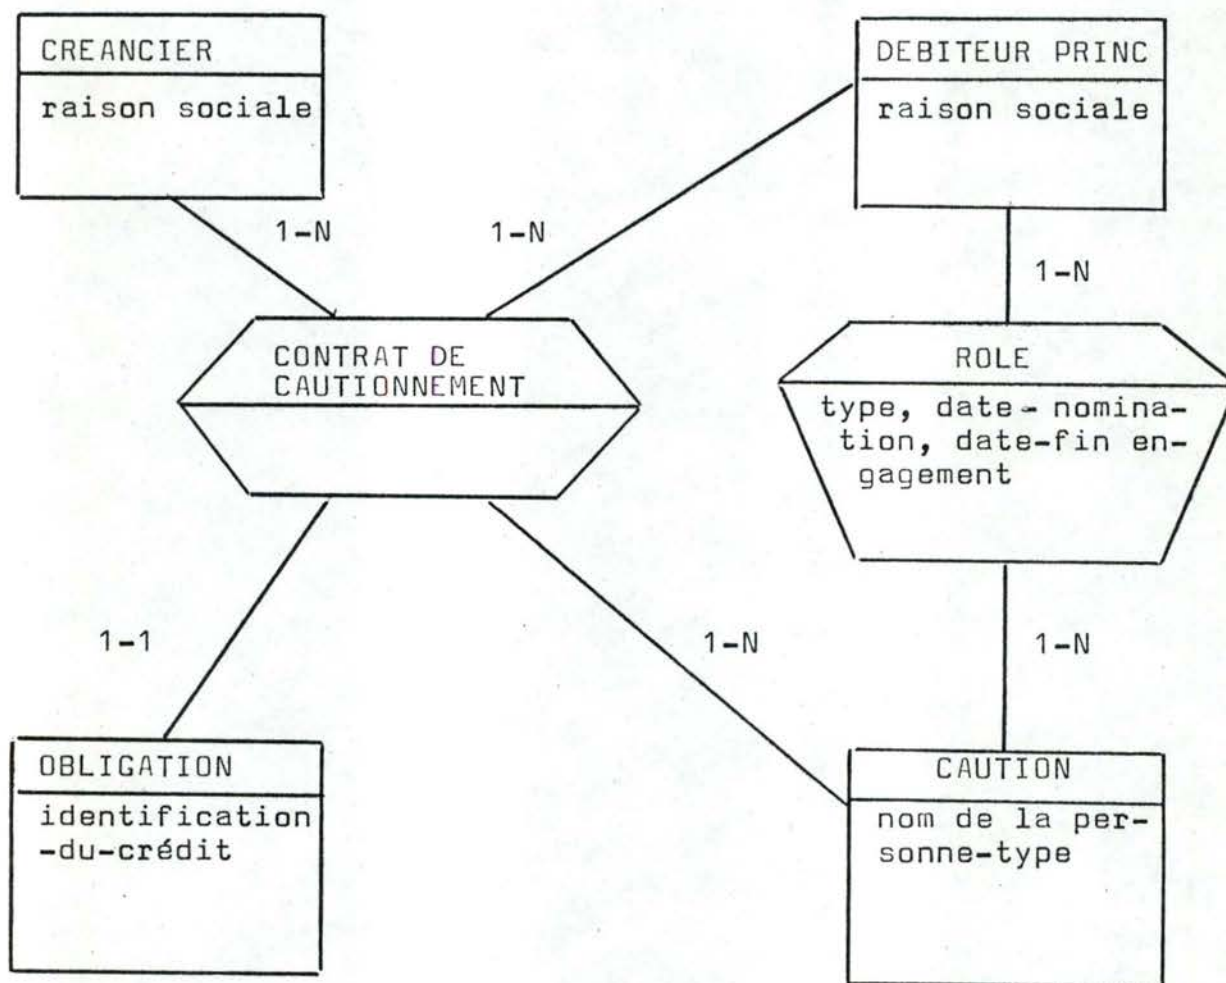 CREANCIER
raison sociale
DEBITEUR PRINC
raison sociale
1-N
1-N
1-N
CONTRAT DE
CAUTIONNEMENT
ROLE
type, date-nomina-
tion, date-fin en-
gagement
1-1
1-N
1-N
OBLIGATION
identification
-du-crédit
CAUTION
nom de la per-
sonne-type